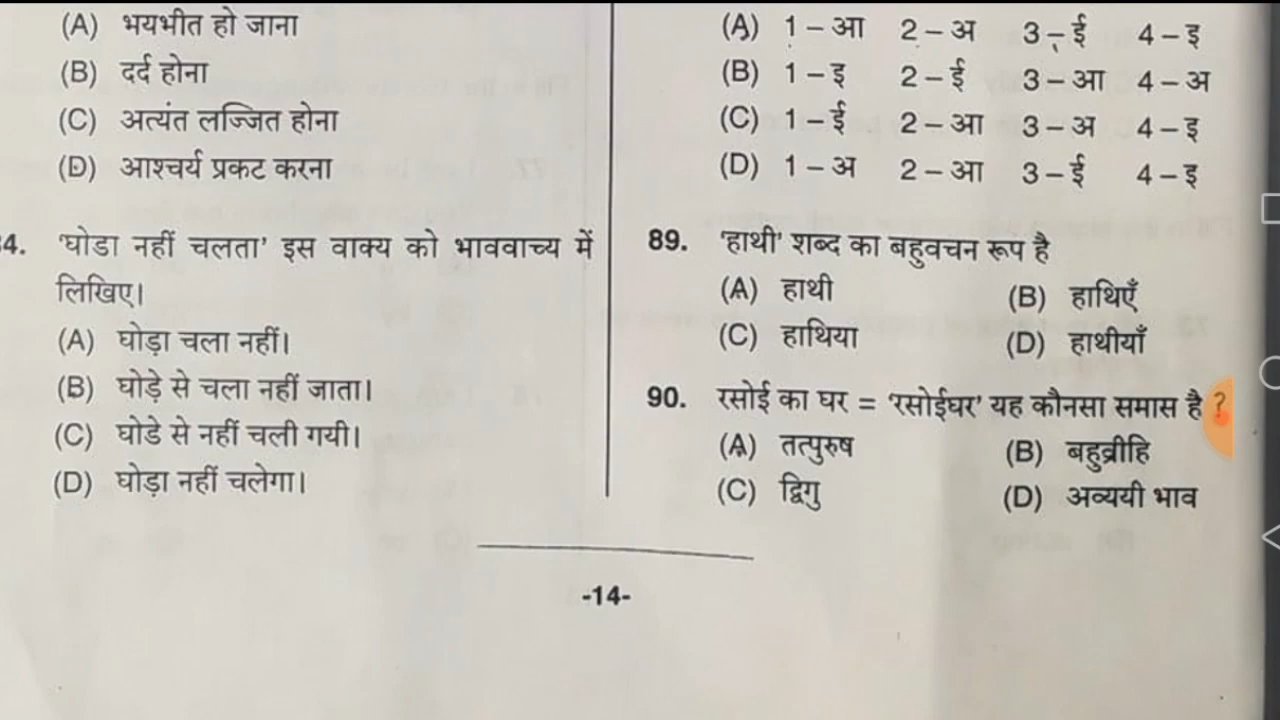 (A) भयभीत हो जाना
(B) दर्द होना
(C) अत्यंत लज्जित होना
(D) आश्चर्य प्रकट करना
4. 'घोडा नहीं चलता' इस वाक्य को भाववाच्य में
लिखिए।
(A) घोड़ा चला नहीं।
(B) घोड़े से चला नहीं जाता।
(C) घोडे से नहीं चली गयी।
(D) घोड़ा नहीं चलेगा।
(A) 1 – आ 2 – अ 3 – ई 4 – इ
(B) 1 – इ 2 – ई 3 – आ 4 – अ
(C) 1 – ई 2 – आ 3 – अ 4 – इ
(D) 1 – अ 2 – आ 3 – ई 4 – इ
89. 'हाथी' शब्द का बहुवचन रूप है
(A) हाथी (B) हाथिएँ
(C) हाथिया (D) हाथीयाँ
90. रसोई का घर = 'रसोईघर' यह कौनसा समास है ?
(A) तत्पुरुष (B) बहुव्रीहि
(C) द्विगु (D) अव्ययी भाव
-14-